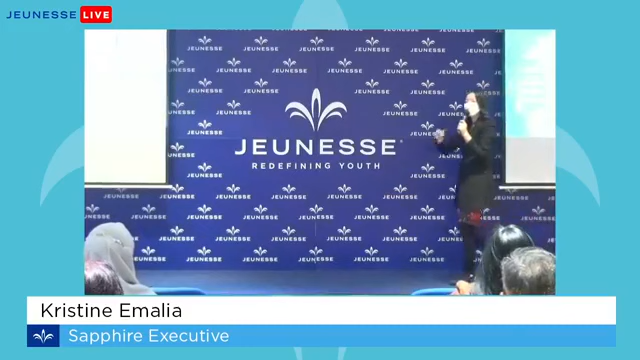 JEUNESSE LIVE
JEUNESSE
REDEFINING YOUTH
Kristine Emalia
Sapphire Executive